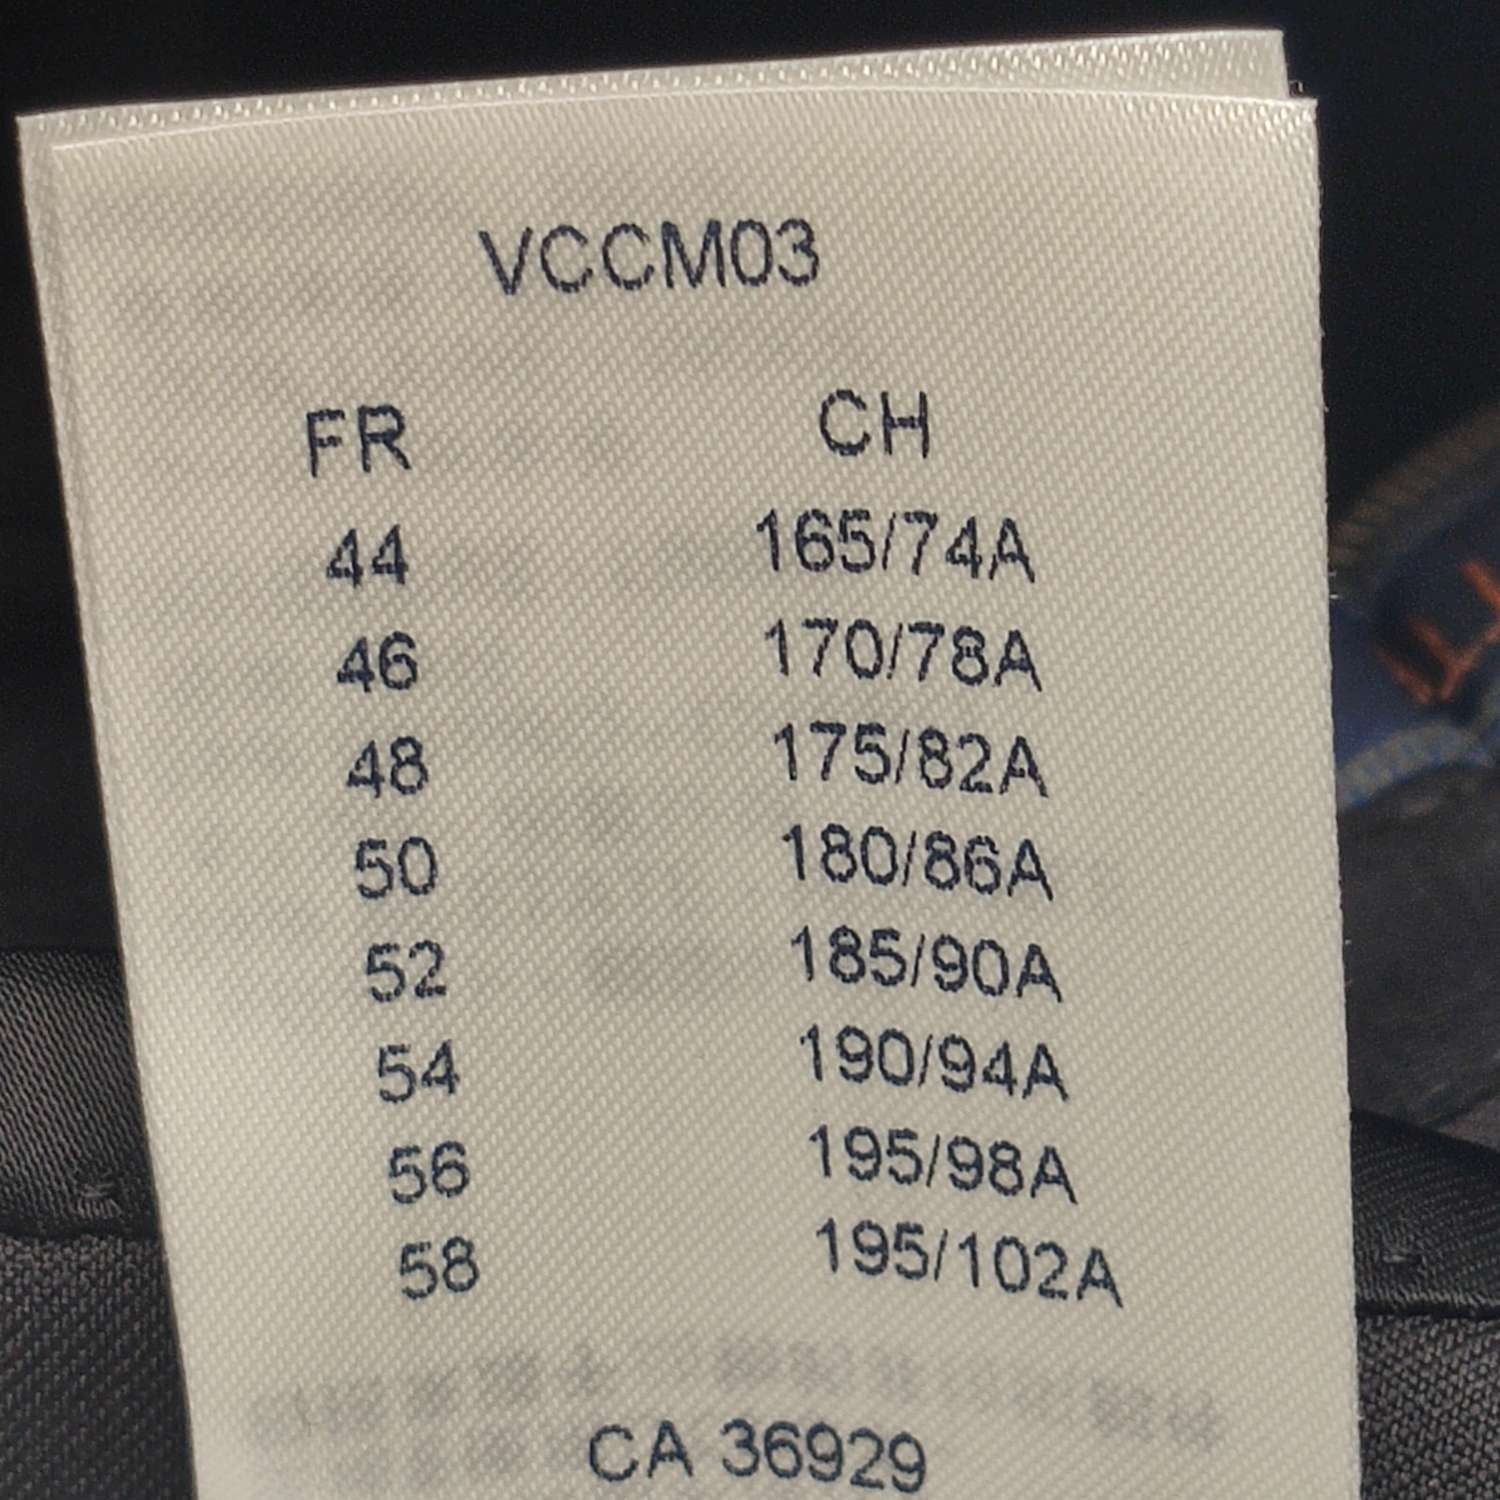 VCCM03
FR CH
44 165/74A
46 170/78A
48 175/82A
50 180/86A
52 185/90A
54 190/94A
56 195/98A
58 195/102A
CA 36929